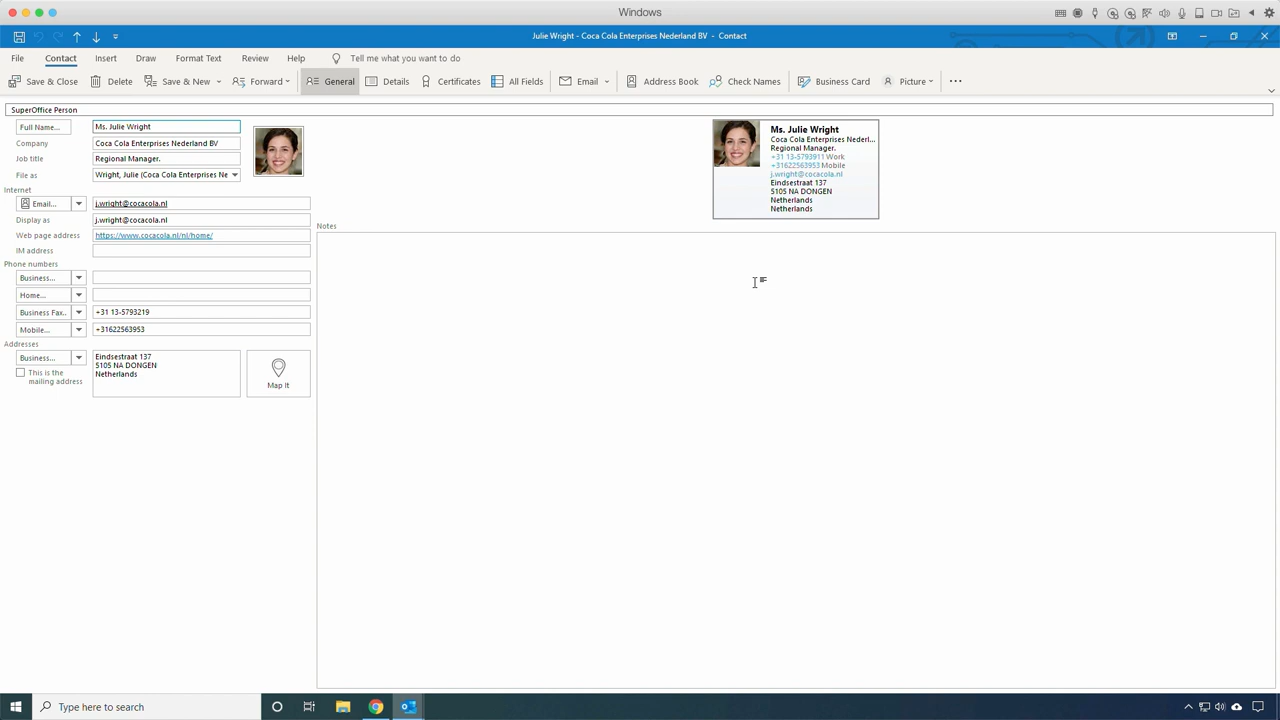 Windows
Julie Wright - Coca Cola Enterprises Nederland BV - Contact
File
Contact
Insert
Draw
Format Text
Review
Help
Tell me what you want to do
Save & Close
Delete
Save & New
Forward
General
Details
Certificates
All Fields
Email
Address Book
Check Names
Business Card
Picture
SuperOffice Person
Full Name...
Ms. Julie Wright
Company
Coca Cola Enterprises Nederland BV
Job title
Regional Manager.
File as
Wright, Julie (Coca Cola Enterprises Ne
Internet
Email...
j.wright@cocacola.nl
Display as
j.wright@cocacola.nl
Web page address
https://www.cocacola.nl/nl/home/
IM address
Phone numbers
Business...
Home...
Business Fax..
+31 13-5793219
Mobile...
+31622563953
Addresses
Business...
Eindsestraat 137
5105 NA DONGEN
Netherlands
This is the
mailing address
Map It
Ms. Julie Wright
Coca Cola Enterprises Nederl...
Regional Manager.
+31 13-5793911 Work
+31622563953 Mobile
j.wright@cocacola.nl
Eindsestraat 137
5105 NA DONGEN
Netherlands
Netherlands
Notes
Type here to search